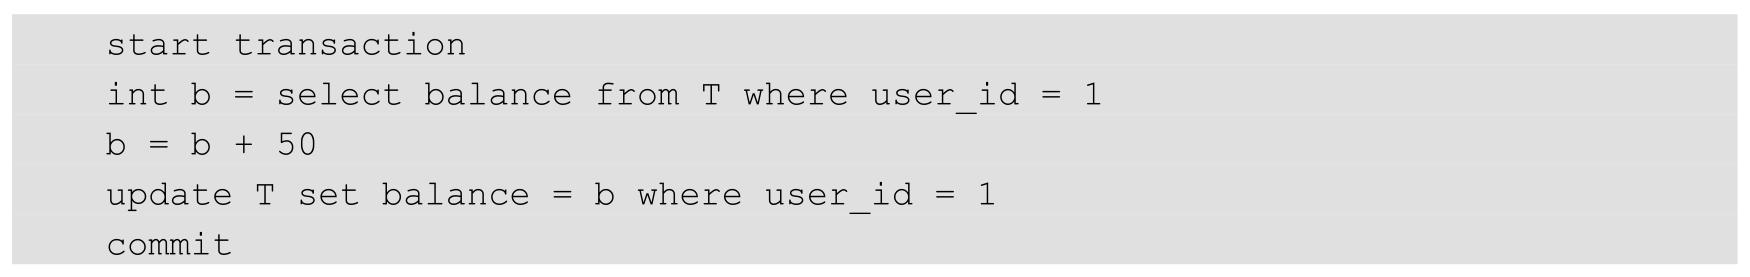 start transaction
int b = select balance from T where user_id = 1
b = b + 50
update T set balance = b where user_id = 1
commit